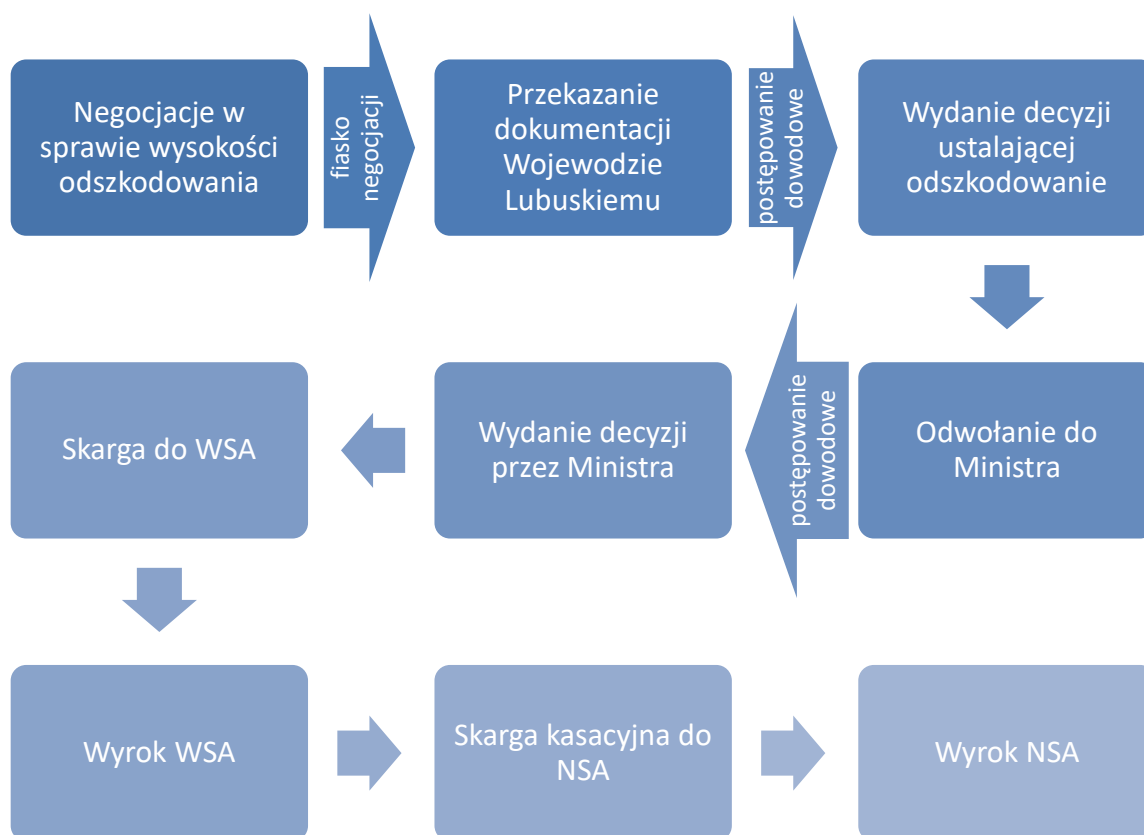 Negocjacje w
sprawie wysokości
odszkodowania
fiasko
negocjacji
Przekazanie
dokumentacji
Wojewodzie
Lubuskiemu
postępowanie
dowodowe
Wydanie decyzji
ustalającej
odszkodowanie
Odwołanie do
Ministra
postępowanie
dowodowe
Wydanie decyzji
przez Ministra
Skarga do WSA
Wyrok WSA
Skarga kasacyjna do
NSA
Wyrok NSA